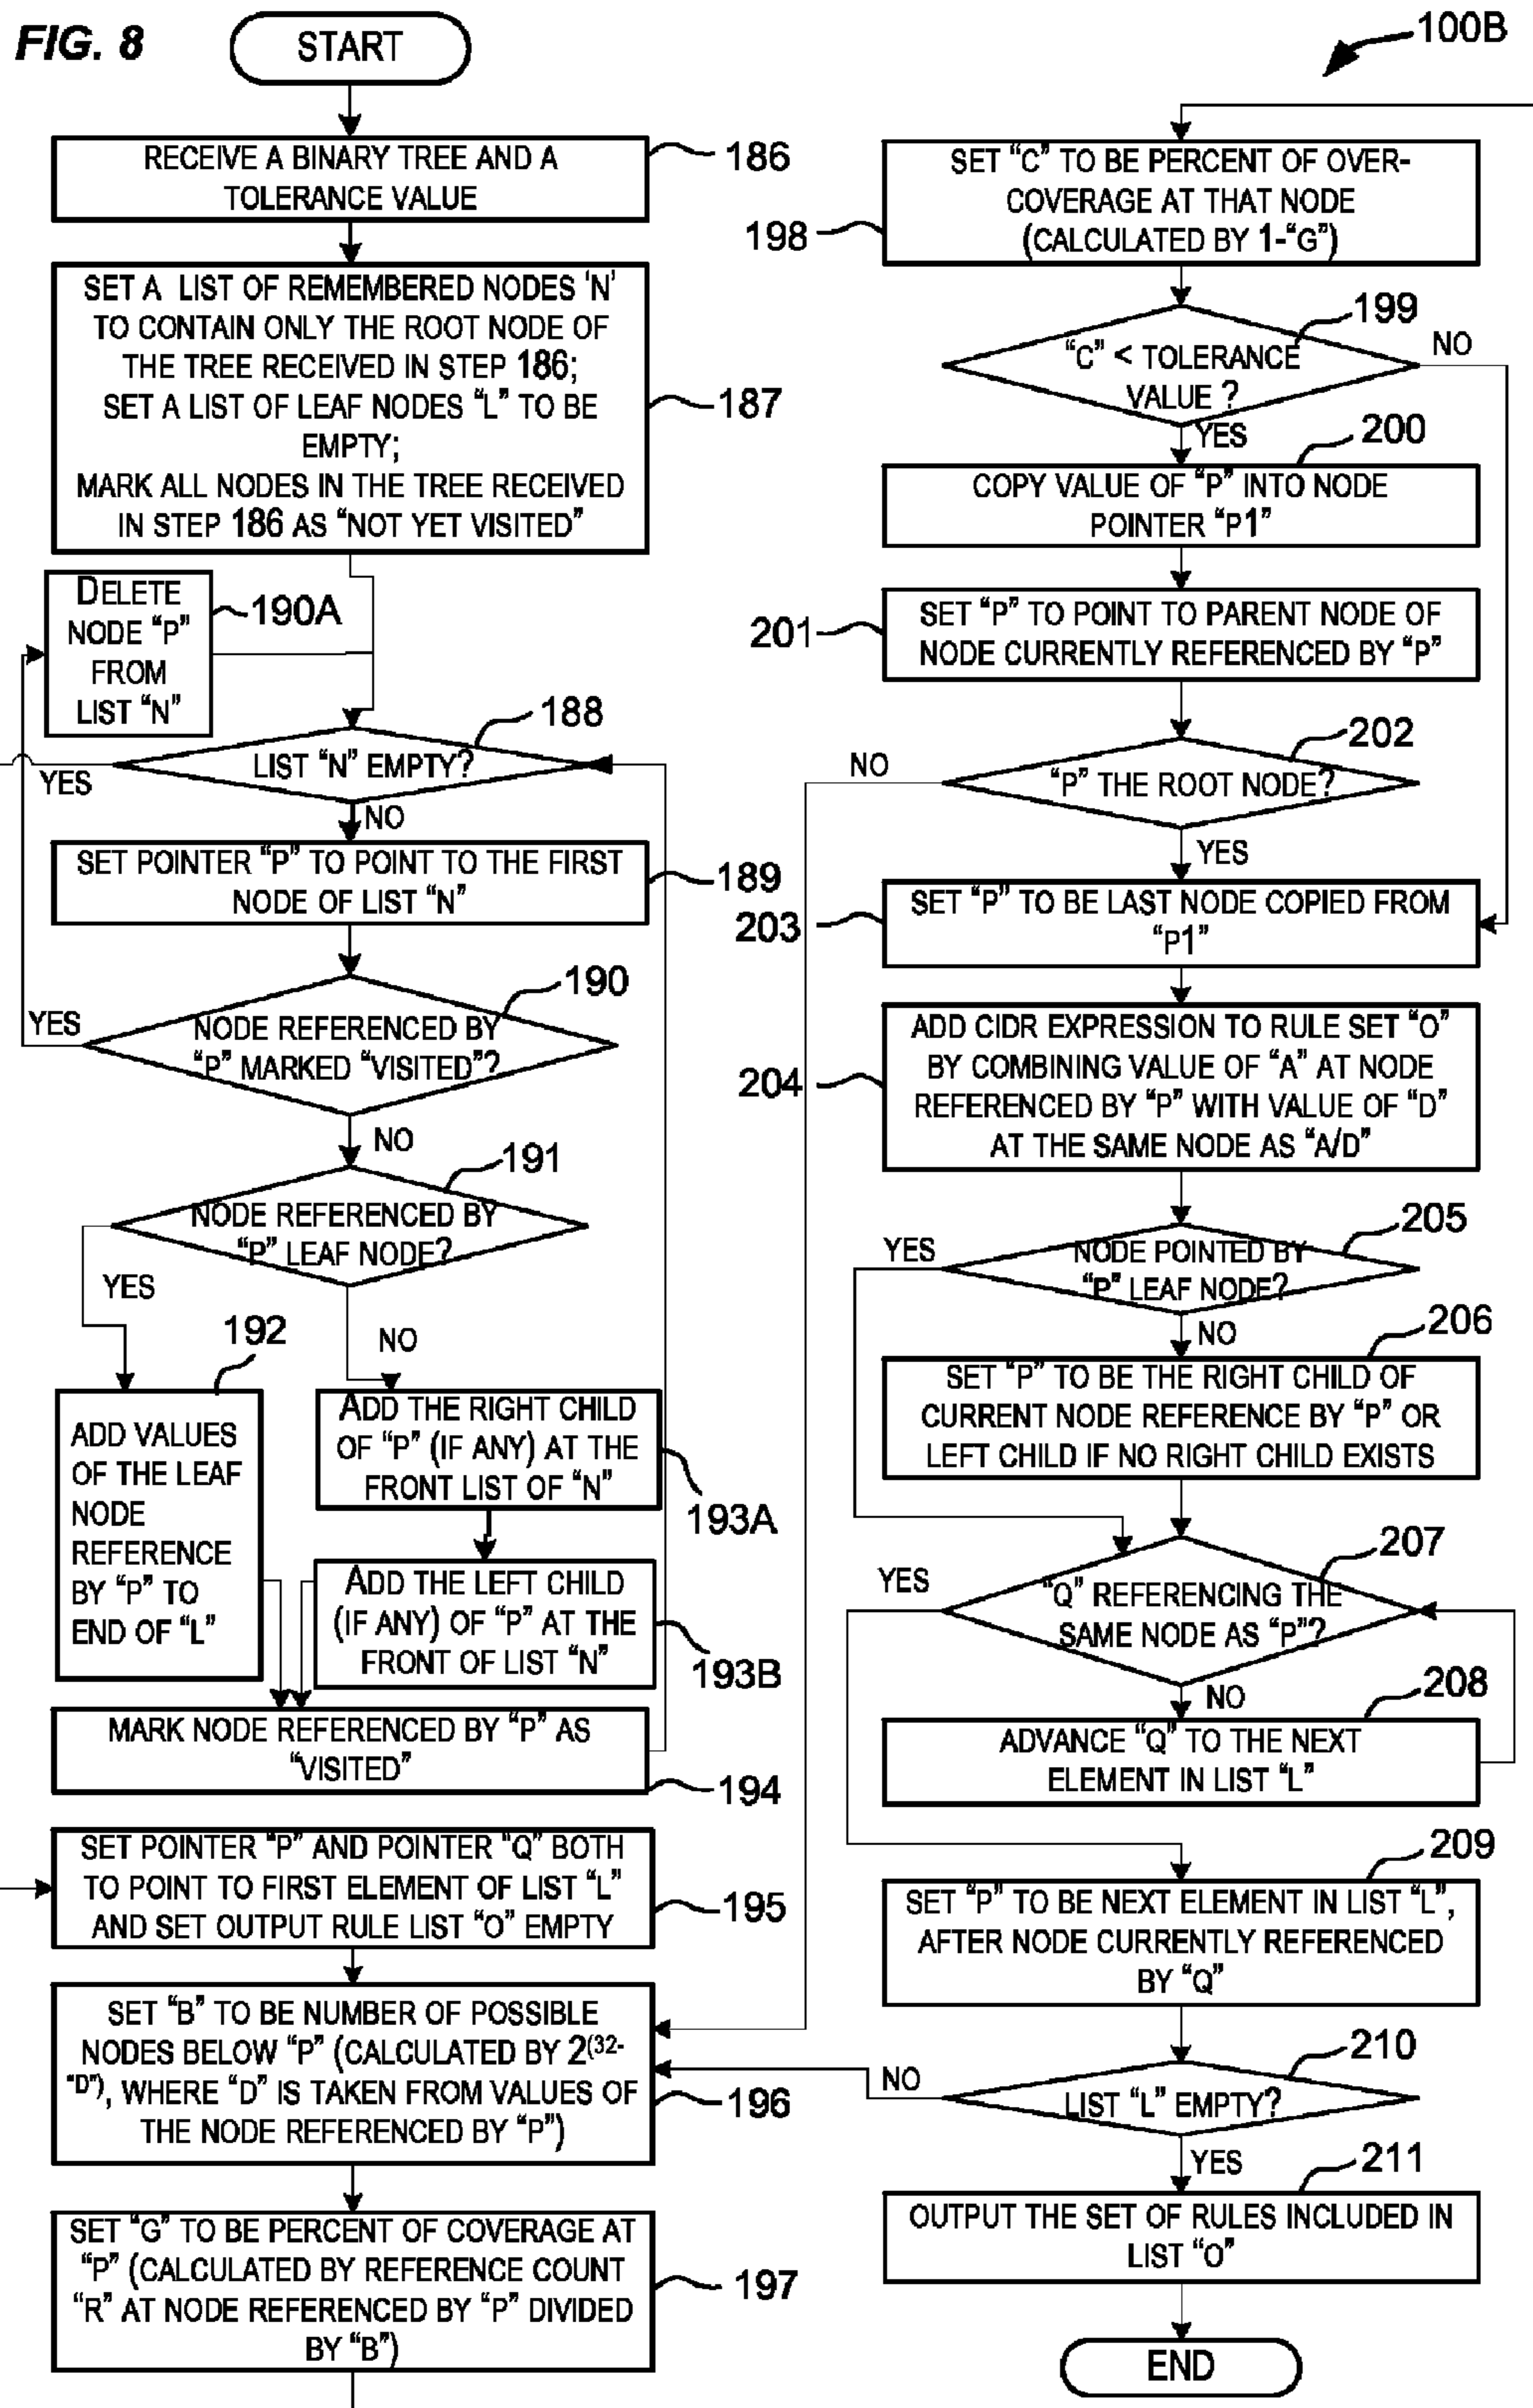 FIG. 8
START
100B
RECEIVE A BINARY TREE AND A
TOLERANCE VALUE
186
SET A LIST OF REMEMBERED NODES 'N'
TO CONTAIN ONLY THE ROOT NODE OF
THE TREE RECEIVED IN STEP 186;
SET A LIST OF LEAF NODES “L” TO BE
EMPTY;
MARK ALL NODES IN THE TREE RECEIVED
IN STEP 186 AS “NOT YET VISITED”
187
DELETE
NODE “P”
FROM
LIST “N”
190A
188
LIST “N” EMPTY?
YES
NO
SET POINTER “P” TO POINT TO THE FIRST
NODE OF LIST “N”
189
190
YES
NODE REFERENCED BY
“P” MARKED “VISITED”?
NO
191
NODE REFERENCED BY
“P” LEAF NODE?
YES
NO
192
ADD VALUES
OF THE LEAF
NODE
REFERENCE
BY “P” TO
END OF “L”
ADD THE RIGHT CHILD
OF “P” (IF ANY) AT THE
FRONT LIST OF “N”
193A
ADD THE LEFT CHILD
(IF ANY) OF “P” AT THE
FRONT OF LIST “N”
193B
MARK NODE REFERENCED BY “P” AS
“VISITED”
194
SET POINTER “P” AND POINTER “Q” BOTH
TO POINT TO FIRST ELEMENT OF LIST “L”
AND SET OUTPUT RULE LIST “O” EMPTY
195
SET “B” TO BE NUMBER OF POSSIBLE
NODES BELOW “P” (CALCULATED BY 2(32-
“D”), WHERE “D” IS TAKEN FROM VALUES OF
THE NODE REFERENCED BY “P”)
196
SET “G” TO BE PERCENT OF COVERAGE AT
“P” (CALCULATED BY REFERENCE COUNT
“R” AT NODE REFERENCED BY “P” DIVIDED
BY “B”)
197
SET “C” TO BE PERCENT OF OVER-
COVERAGE AT THAT NODE
(CALCULATED BY 1-“G”)
198
199
“C” < TOLERANCE
VALUE ?
NO
YES
200
COPY VALUE OF “P” INTO NODE
POINTER “P1”
SET “P” TO POINT TO PARENT NODE OF
NODE CURRENTLY REFERENCED BY “P”
201
202
NO
“P” THE ROOT NODE?
YES
SET “P” TO BE LAST NODE COPIED FROM
“P1”
203
ADD CIDR EXPRESSION TO RULE SET “O”
BY COMBINING VALUE OF “A” AT NODE
REFERENCED BY “P” WITH VALUE OF “D”
AT THE SAME NODE AS “A/D”
204
205
YES
NODE POINTED BY
“P” LEAF NODE?
NO
206
SET “P” TO BE THE RIGHT CHILD OF
CURRENT NODE REFERENCE BY “P” OR
LEFT CHILD IF NO RIGHT CHILD EXISTS
207
YES
“Q” REFERENCING THE
SAME NODE AS “P”?
NO
208
ADVANCE “Q” TO THE NEXT
ELEMENT IN LIST “L”
209
SET “P” TO BE NEXT ELEMENT IN LIST “L”,
AFTER NODE CURRENTLY REFERENCED
BY “Q”
210
NO
LIST “L” EMPTY?
YES
211
OUTPUT THE SET OF RULES INCLUDED IN
LIST “O”
END